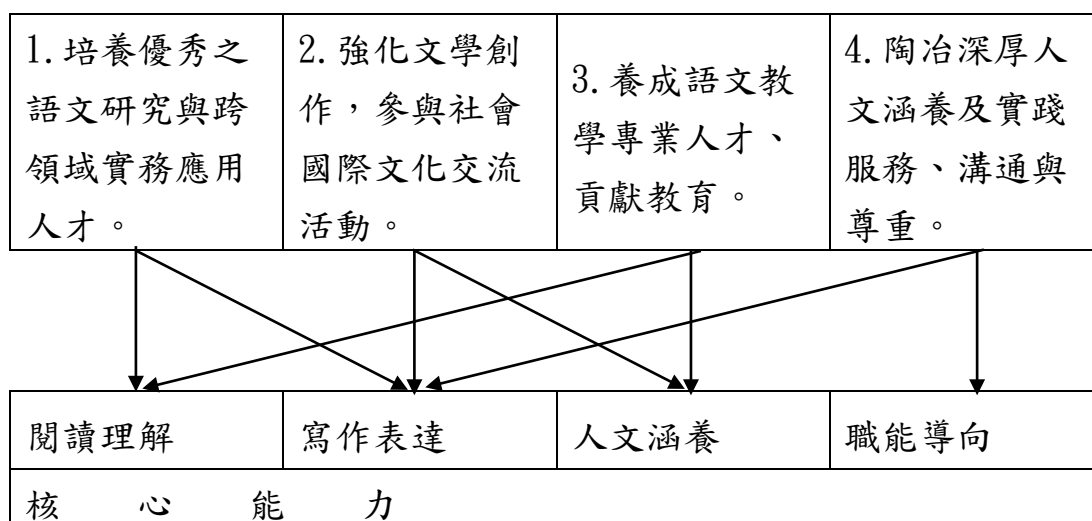 1.培養優秀之
語文研究與跨
領域實務應用
人才。
2.強化文學創
作，參與社會
國際文化交流
活動。
3.養成語文教
學專業人才、
貢獻教育。
4.陶冶深厚人
文涵養及實踐
服務、溝通與
尊重。
閱讀理解
寫作表達
人文涵養
職能導向
核 心 能 力